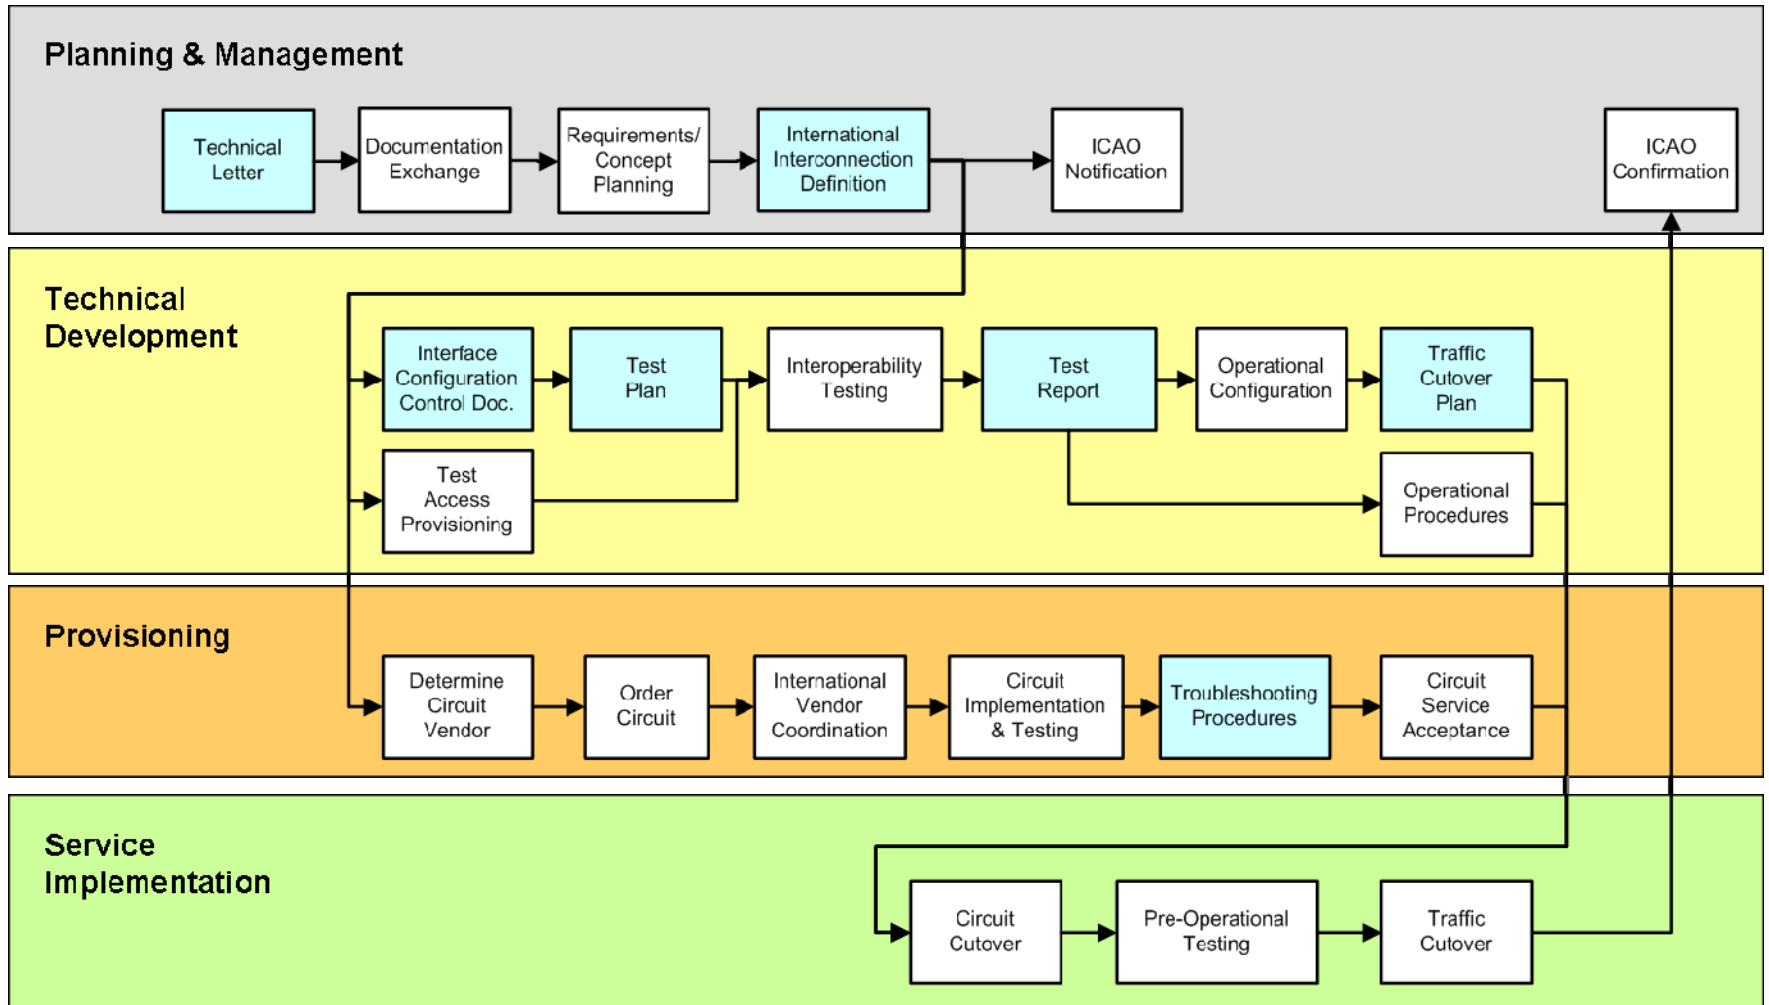 Planning & Management
Technical
Letter
Documentation
Exchange
Requirements/
Concept
Planning
International
Interconnection
Definition
ICAO
Notification
ICAO
Confirmation
Technical
Development
Interface
Configuration
Control Doc.
Test
Plan
Interoperability
Testing
Test
Report
Operational
Configuration
Traffic
Cutover
Plan
Test
Access
Provisioning
Operational
Procedures
Provisioning
Determine
Circuit
Vendor
Order
Circuit
International
Vendor
Coordination
Circuit
Implementation
& Testing
Troubleshooting
Procedures
Circuit
Service
Acceptance
Service
Implementation
Circuit
Cutover
Pre-Operational
Testing
Traffic
Cutover